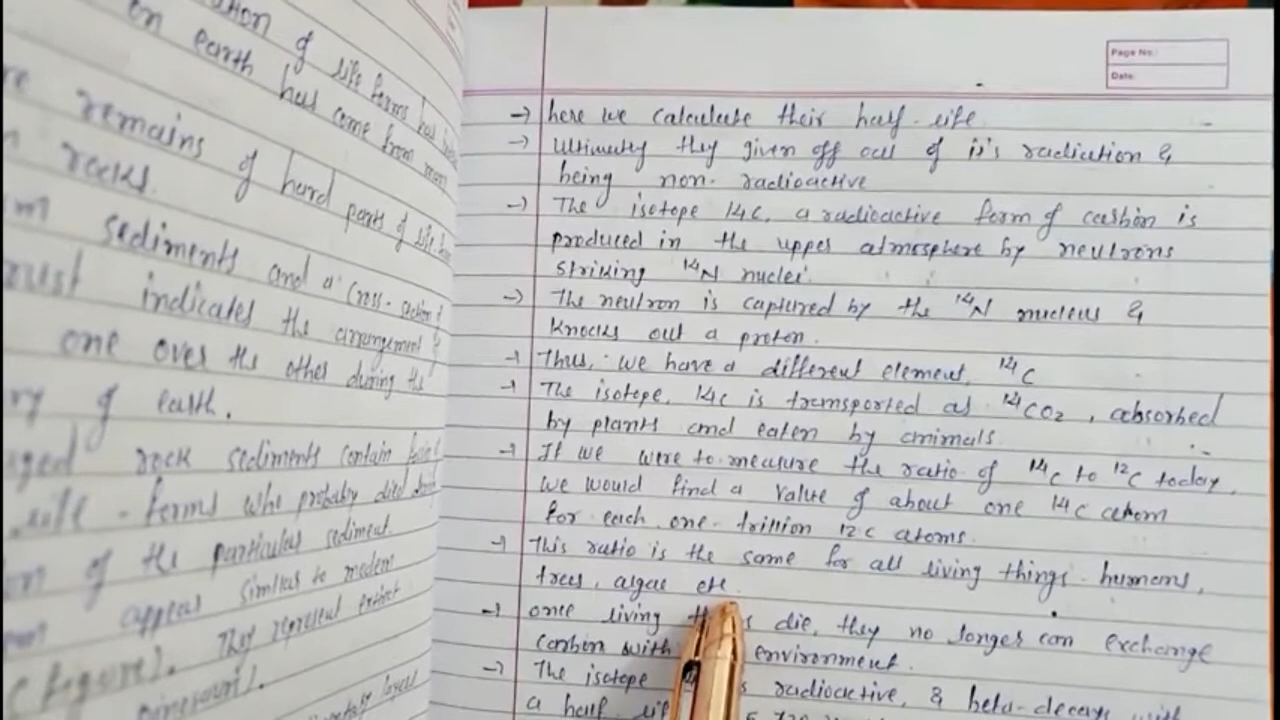 of life forms has
on earth has come from
remains of hard parts of life
rocks.
sediments and a cross-section of
indicates the arrangement of
one over the other during the
of earth.
rock sediments contain
forms who probably died
of the particular sediment.
appear similar to modern
(figure). They represent extinct
Page No.:
Date:
→ here we calculate their half-life
→ Ultimately they given off all of it's radiation &
being non-radioactive
→ The isotope 14C, a radioactive form of carbon is
produced in the upper atmosphere by neutrons
striking 14N nuclei.
→ The neutron is captured by the 14N nucleus &
knocks out a proton.
→ Thus, we have a different element, 14C
→ The isotope, 14C is transported as 14CO2, absorbed
by plants and eaten by animals
→ If we were to measure the ratio of 14C to 12C today,
we would find a value of about one 14C atom
for each one-trillion 12C atoms.
→ This ratio is the same for all living things-humans,
trees, algae etc
→ once living die, they no longer can exchange
carbon with environment.
→ The isotope radioactive, & beta-decays with
a half